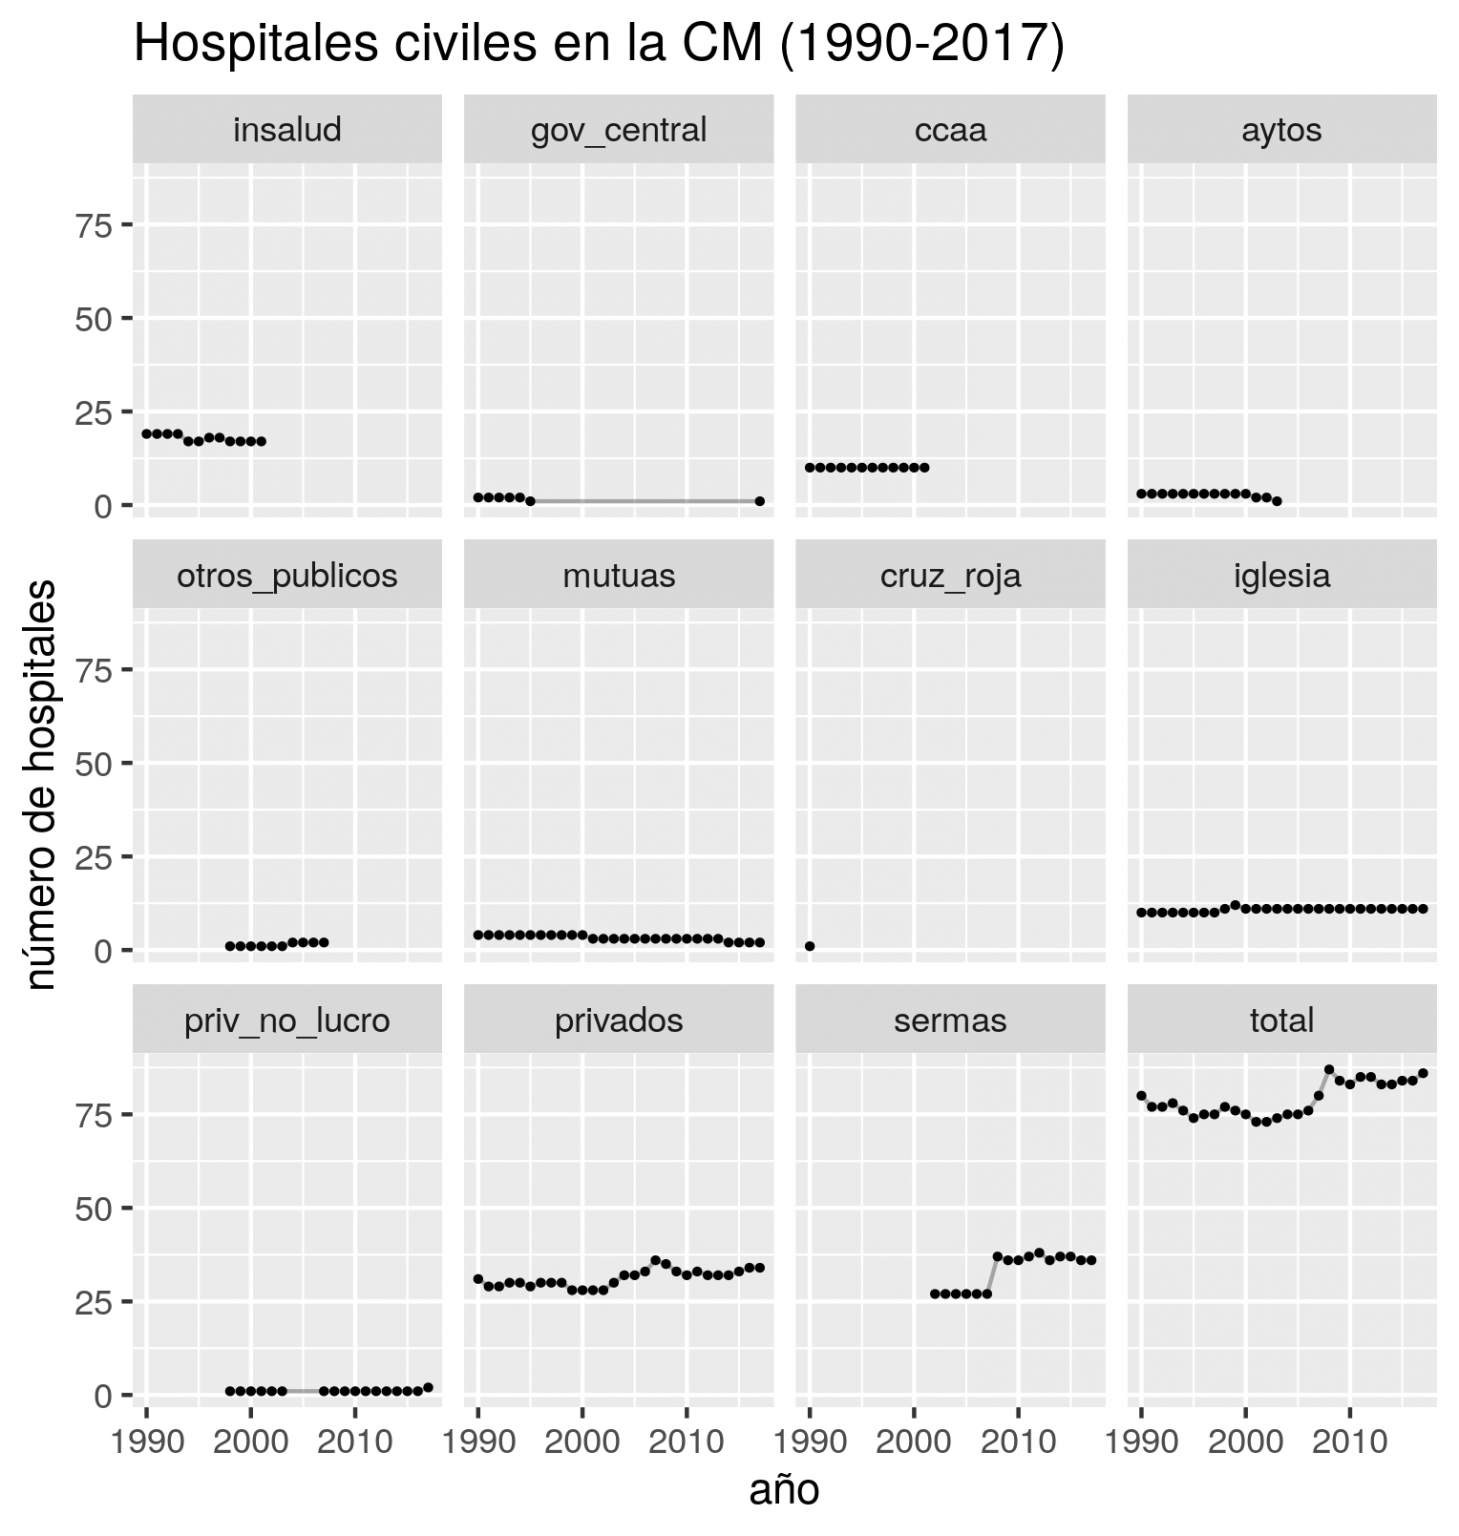 Hospitales civiles en la CM (1990-2017)
insalud gov_central ccaa aytos
75
50
25
0
otros_publicos mutuas cruz_roja iglesia
75
50
25
0
priv_no_lucro privados sermas total
75
50
25
0
1990 2000 2010 1990 2000 2010 1990 2000 2010 1990 2000 2010
año
número de hospitales